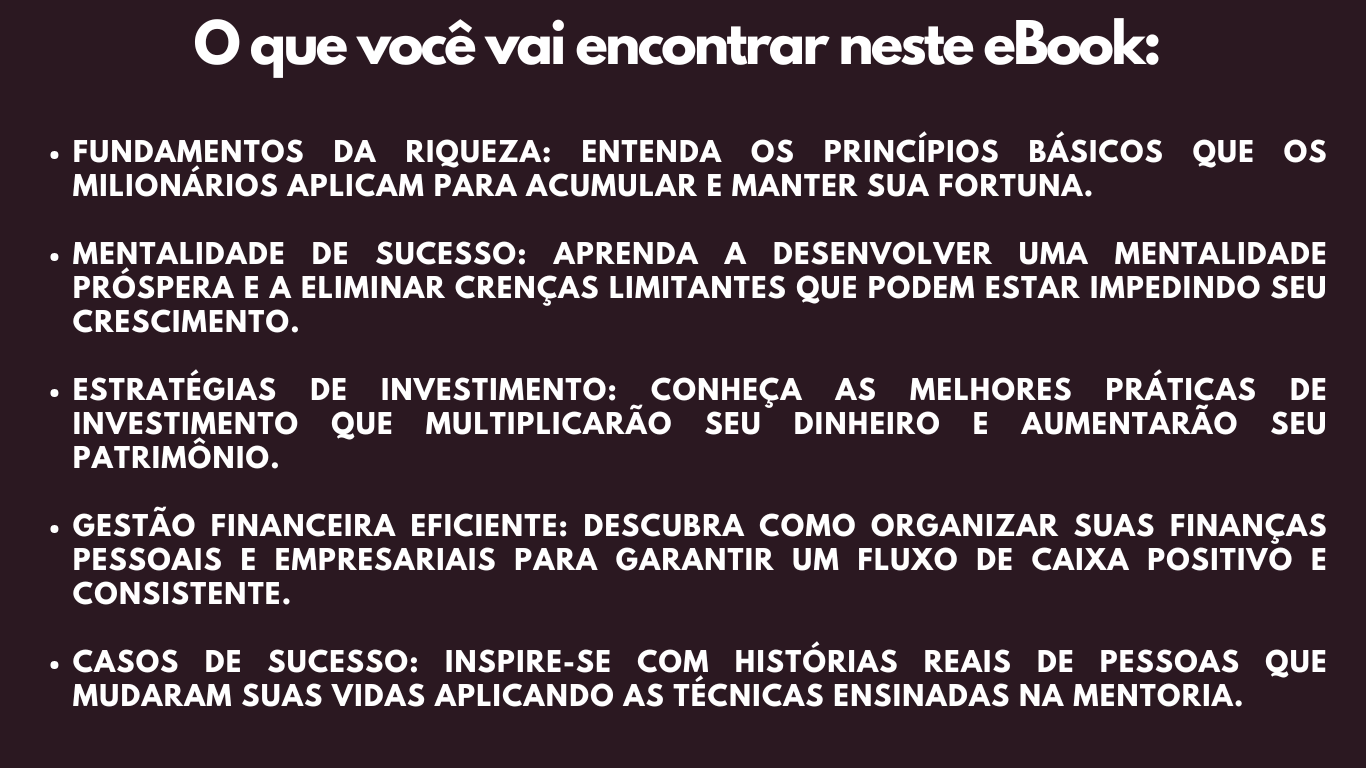 O que você vai encontrar neste eBook:
• FUNDAMENTOS DA RIQUEZA: ENTENDA OS PRINCÍPIOS BÁSICOS QUE OS
MILIONÁRIOS APLICAM PARA ACUMULAR E MANTER SUA FORTUNA.
• MENTALIDADE DE SUCESSO: APRENDA A DESENVOLVER UMA MENTALIDADE
PRÓSPERA E A ELIMINAR CRENÇAS LIMITANTES QUE PODEM ESTAR IMPEDINDO SEU
CRESCIMENTO.
• ESTRATÉGIAS DE INVESTIMENTO: CONHEÇA AS MELHORES PRÁTICAS DE
INVESTIMENTO QUE MULTIPLICARÃO SEU DINHEIRO E AUMENTARÃO SEU
PATRIMÔNIO.
• GESTÃO FINANCEIRA EFICIENTE: DESCUBRA COMO ORGANIZAR SUAS FINANÇAS
PESSOAIS E EMPRESARIAIS PARA GARANTIR UM FLUXO DE CAIXA POSITIVO E
CONSISTENTE.
• CASOS DE SUCESSO: INSPIRE-SE COM HISTÓRIAS REAIS DE PESSOAS QUE
MUDARAM SUAS VIDAS APLICANDO AS TÉCNICAS ENSINADAS NA MENTORIA.